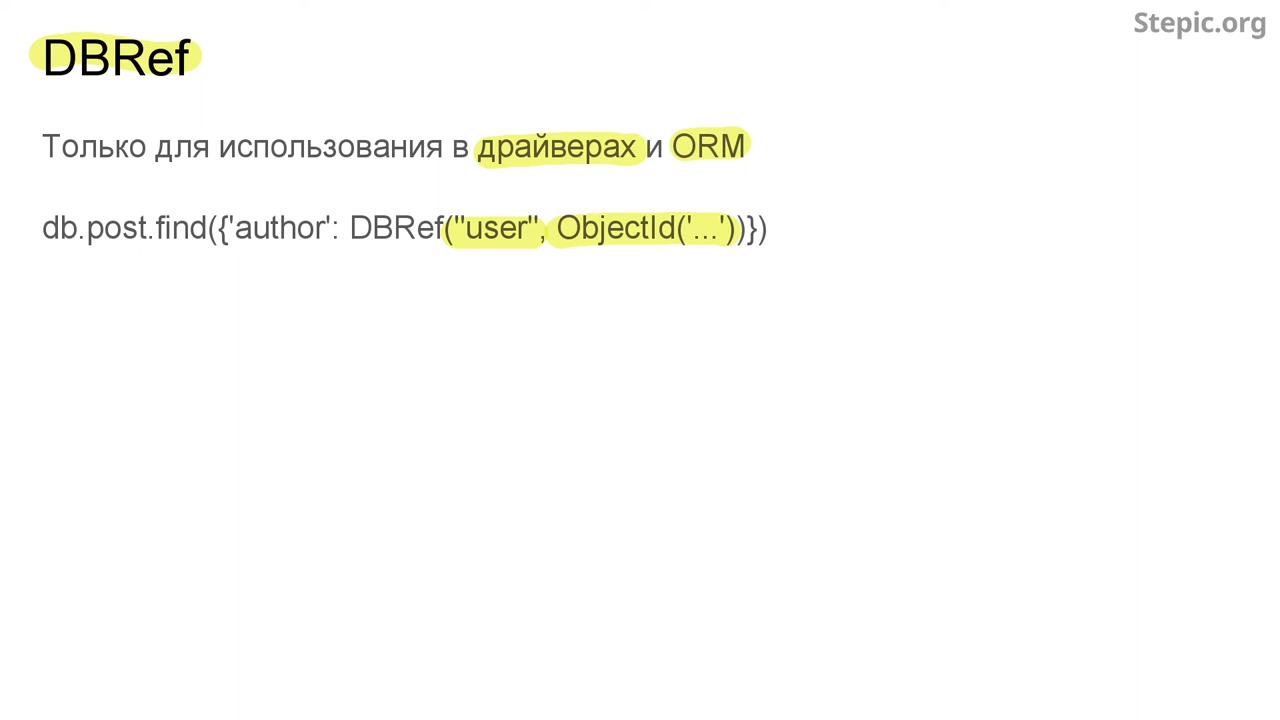 Stepic.org
DBRef
Только для использования в драйверах и ORM
db.post.find({'author': DBRef("user", ObjectId('...'))})